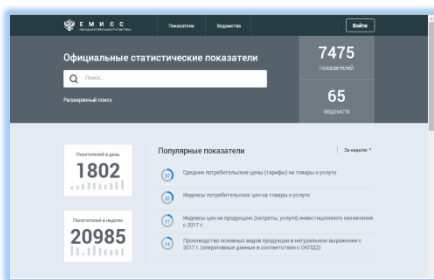 ЕМИСС
ГОСУДАРСТВЕННАЯ СТАТИСТИКА
Показатели
Ведомства
Войти
Официальные статистические показатели
Поиск...
Расширенный поиск
7475
показателей
65
ведомств
Посетителей в день
1802
Посетителей в неделю
20985
Популярные показатели
За неделю
Средние потребительские цены (тарифы) на товары и услуги
Индексы потребительских цен на товары и услуги
Индексы цен на продукцию (затраты, услуги) инвестиционного назначения
с 2017 г.
Производство основных видов продукции в натуральном выражении с
2017 г. (оперативные данные в соответствии с ОКПД2)